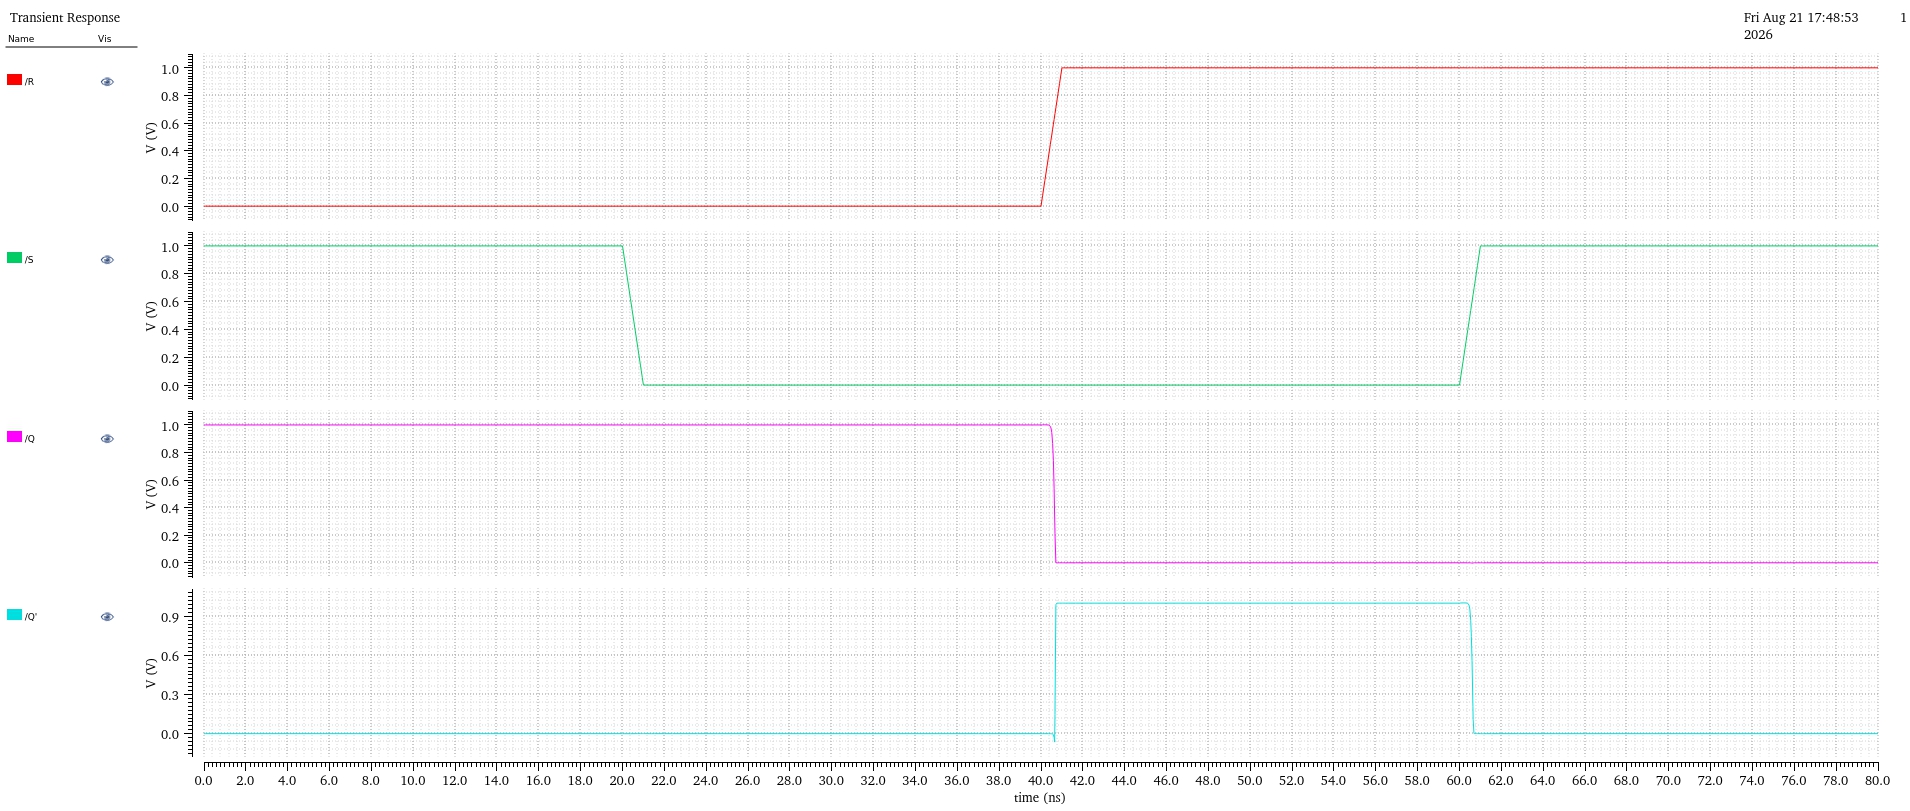 Transient Response
Fri Aug 21 17:48:53 1
2026
Name Vis
/R
1.0
0.8
0.6
0.4
0.2
0.0
V (V)
/S
1.0
0.8
0.6
0.4
0.2
0.0
V (V)
/Q
1.0
0.8
0.6
0.4
0.2
0.0
V (V)
/Q'
0.9
0.6
0.3
0.0
V (V)
0.0 2.0 4.0 6.0 8.0 10.0 12.0 14.0 16.0 18.0 20.0 22.0 24.0 26.0 28.0 30.0 32.0 34.0 36.0 38.0 40.0 42.0 44.0 46.0 48.0 50.0 52.0 54.0 56.0 58.0 60.0 62.0 64.0 66.0 68.0 70.0 72.0 74.0 76.0 78.0 80.0
time (ns)